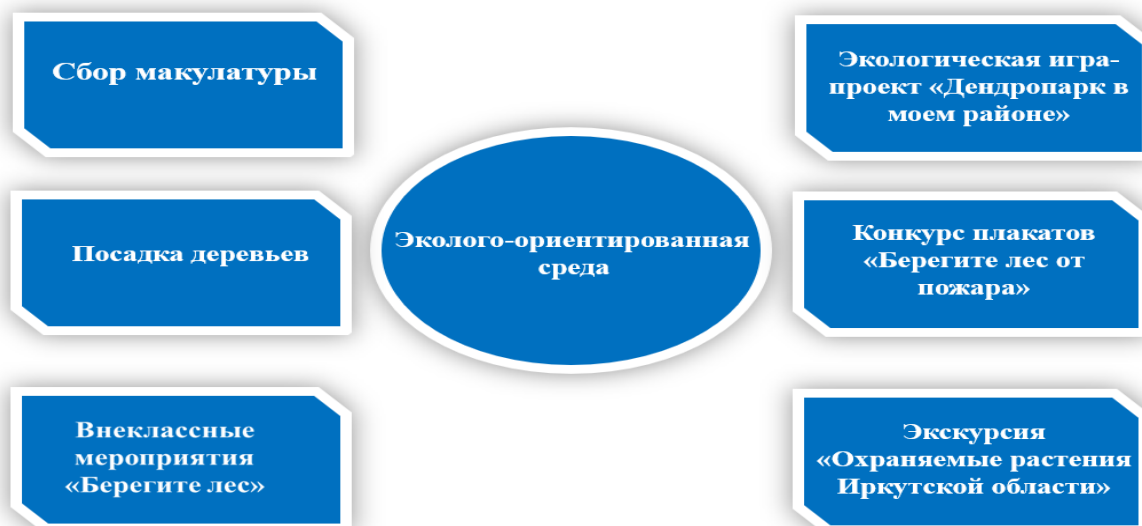 Сбор макулатуры
Экологическая игра-
проект «Дендропарк в
моем районе»
Посадка деревьев
Эколого-ориентированная
среда
Конкурс плакатов
«Берегите лес от
пожара»
Внеклассные
мероприятия
«Берегите лес»
Экскурсия
«Охраняемые растения
Иркутской области»